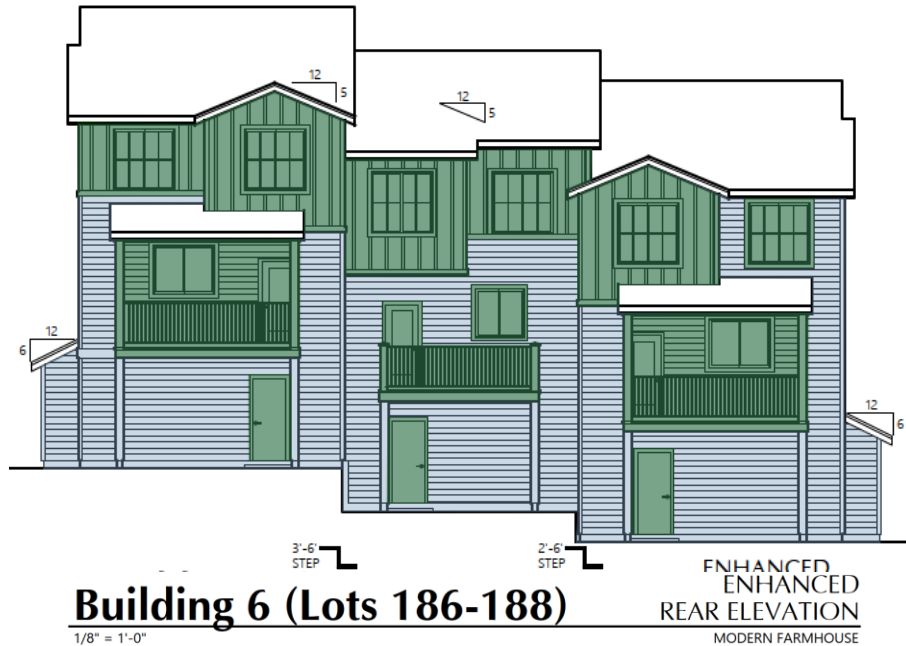 12
5
12
5
12
6
12
6
3'-6'
STEP
2'-6'
STEP
ENHANCED
ENHANCED
Building 6 (Lots 186-188)
REAR ELEVATION
1/8" = 1'-0"
MODERN FARMHOUSE